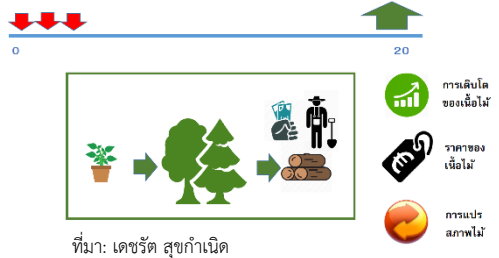 0
20
การเติบโต
ของเนื้อไม้
ราคาของ
เนื้อไม้
การแปร
สภาพไม้
ที่มา: เดชรัต สุขกำเนิด